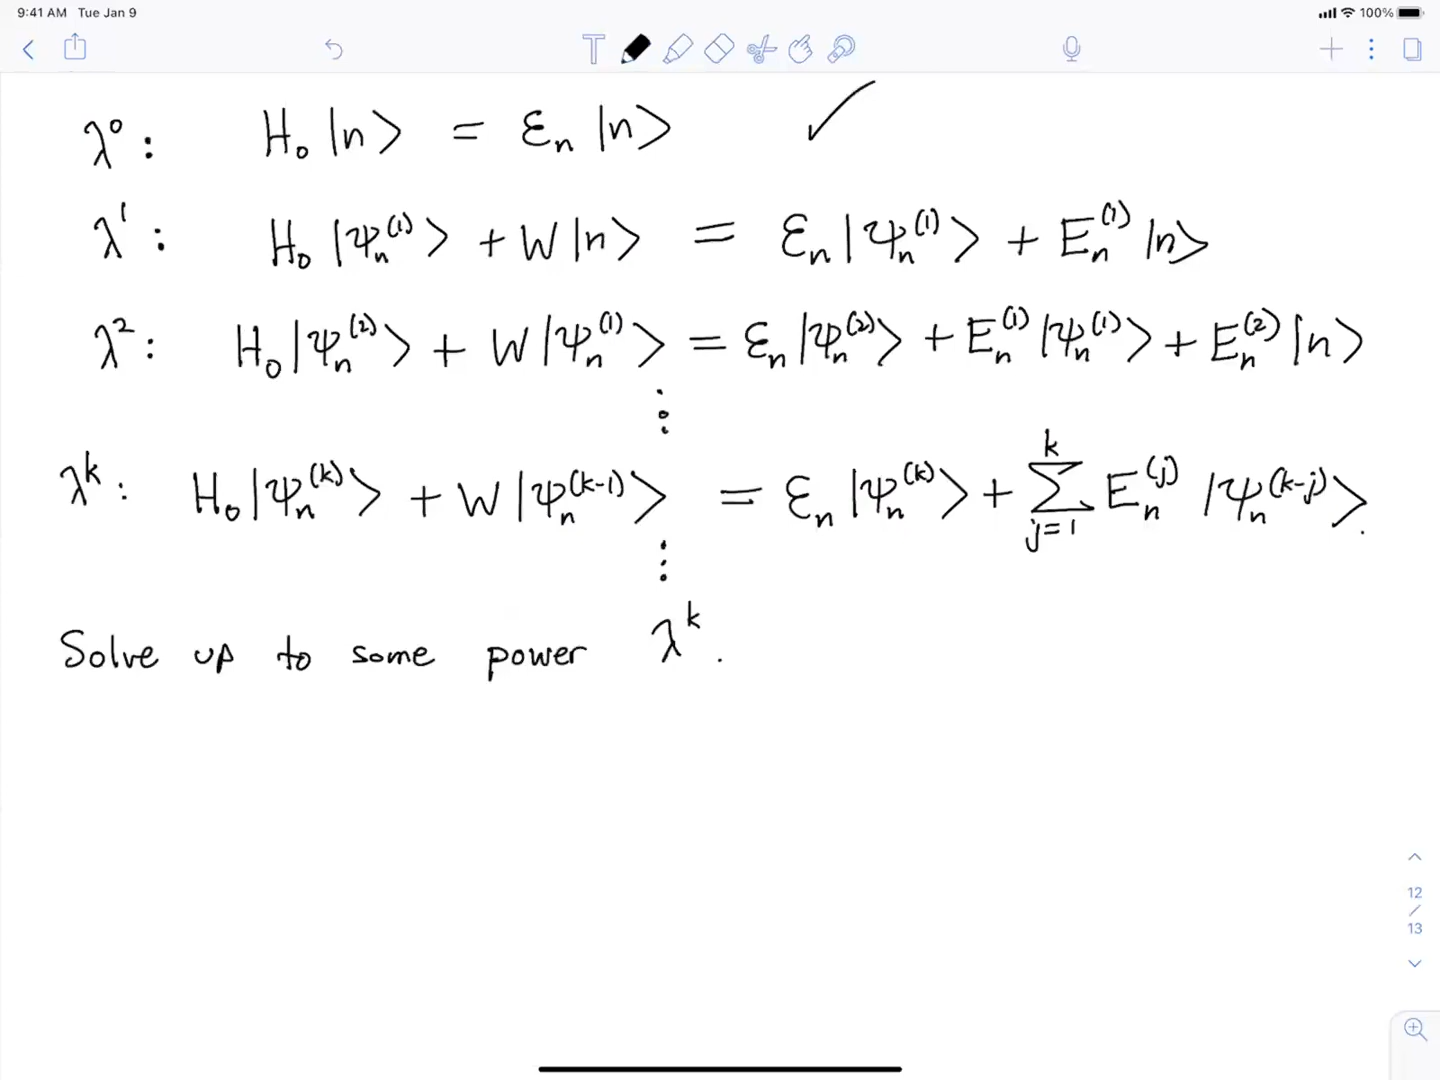 9:41 AM Tue Jan 9 100%
λ⁰: H₀|n> = εₙ|n> ✓
λ¹: H₀|ψₙ⁽¹⁾> + W|n> = εₙ|ψₙ⁽¹⁾> + Eₙ⁽¹⁾|n>
λ²: H₀|ψₙ⁽²⁾> + W|ψₙ⁽¹⁾> = εₙ|ψₙ⁽²⁾> + Eₙ⁽¹⁾|ψₙ⁽¹⁾> + Eₙ⁽²⁾|n>
⋮
λᵏ: H₀|ψₙ⁽ᵏ⁾> + W|ψₙ⁽ᵏ⁻¹⁾> = εₙ|ψₙ⁽ᵏ⁾> + Σ_{j=1}^{k} Eₙ⁽ʲ⁾ |ψₙ⁽ᵏ⁻ʲ⁾>.
⋮
Solve up to some power λᵏ.
12
/
13